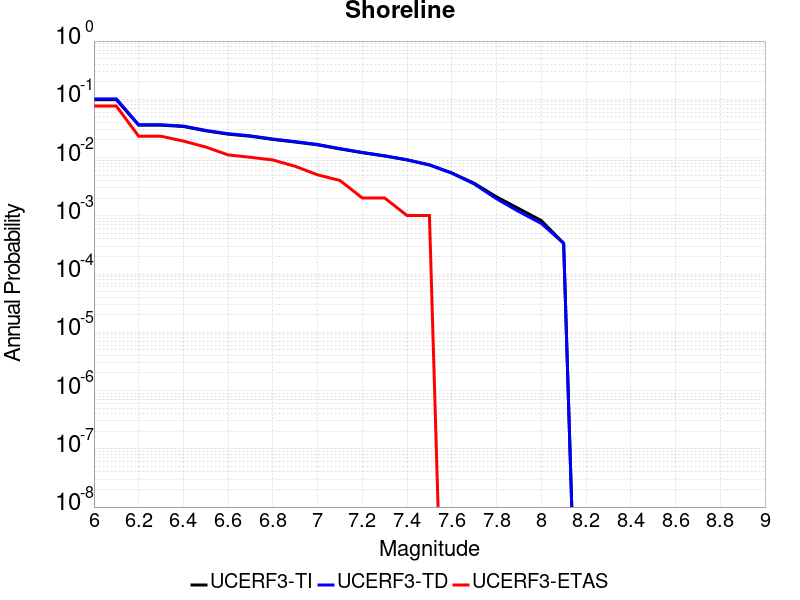 Shoreline
Annual Probability
10^0
10^-1
10^-2
10^-3
10^-4
10^-5
10^-6
10^-7
10^-8
6 6.2 6.4 6.6 6.8 7 7.2 7.4 7.6 7.8 8 8.2 8.4 8.6 8.8 9
Magnitude
UCERF3-TI UCERF3-TD UCERF3-ETAS